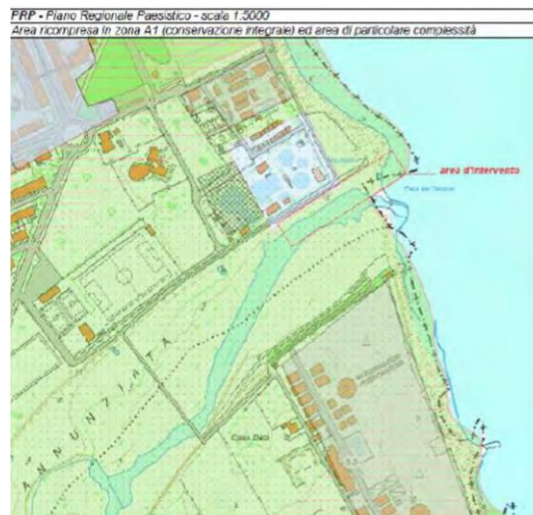 PRP - Piano Regionale Paesistico - scala 1:5000
Area ricompresa in zona A1 (conservazione integrale) ed area di particolare complessità
area d'intervento
ANNUNZIATA